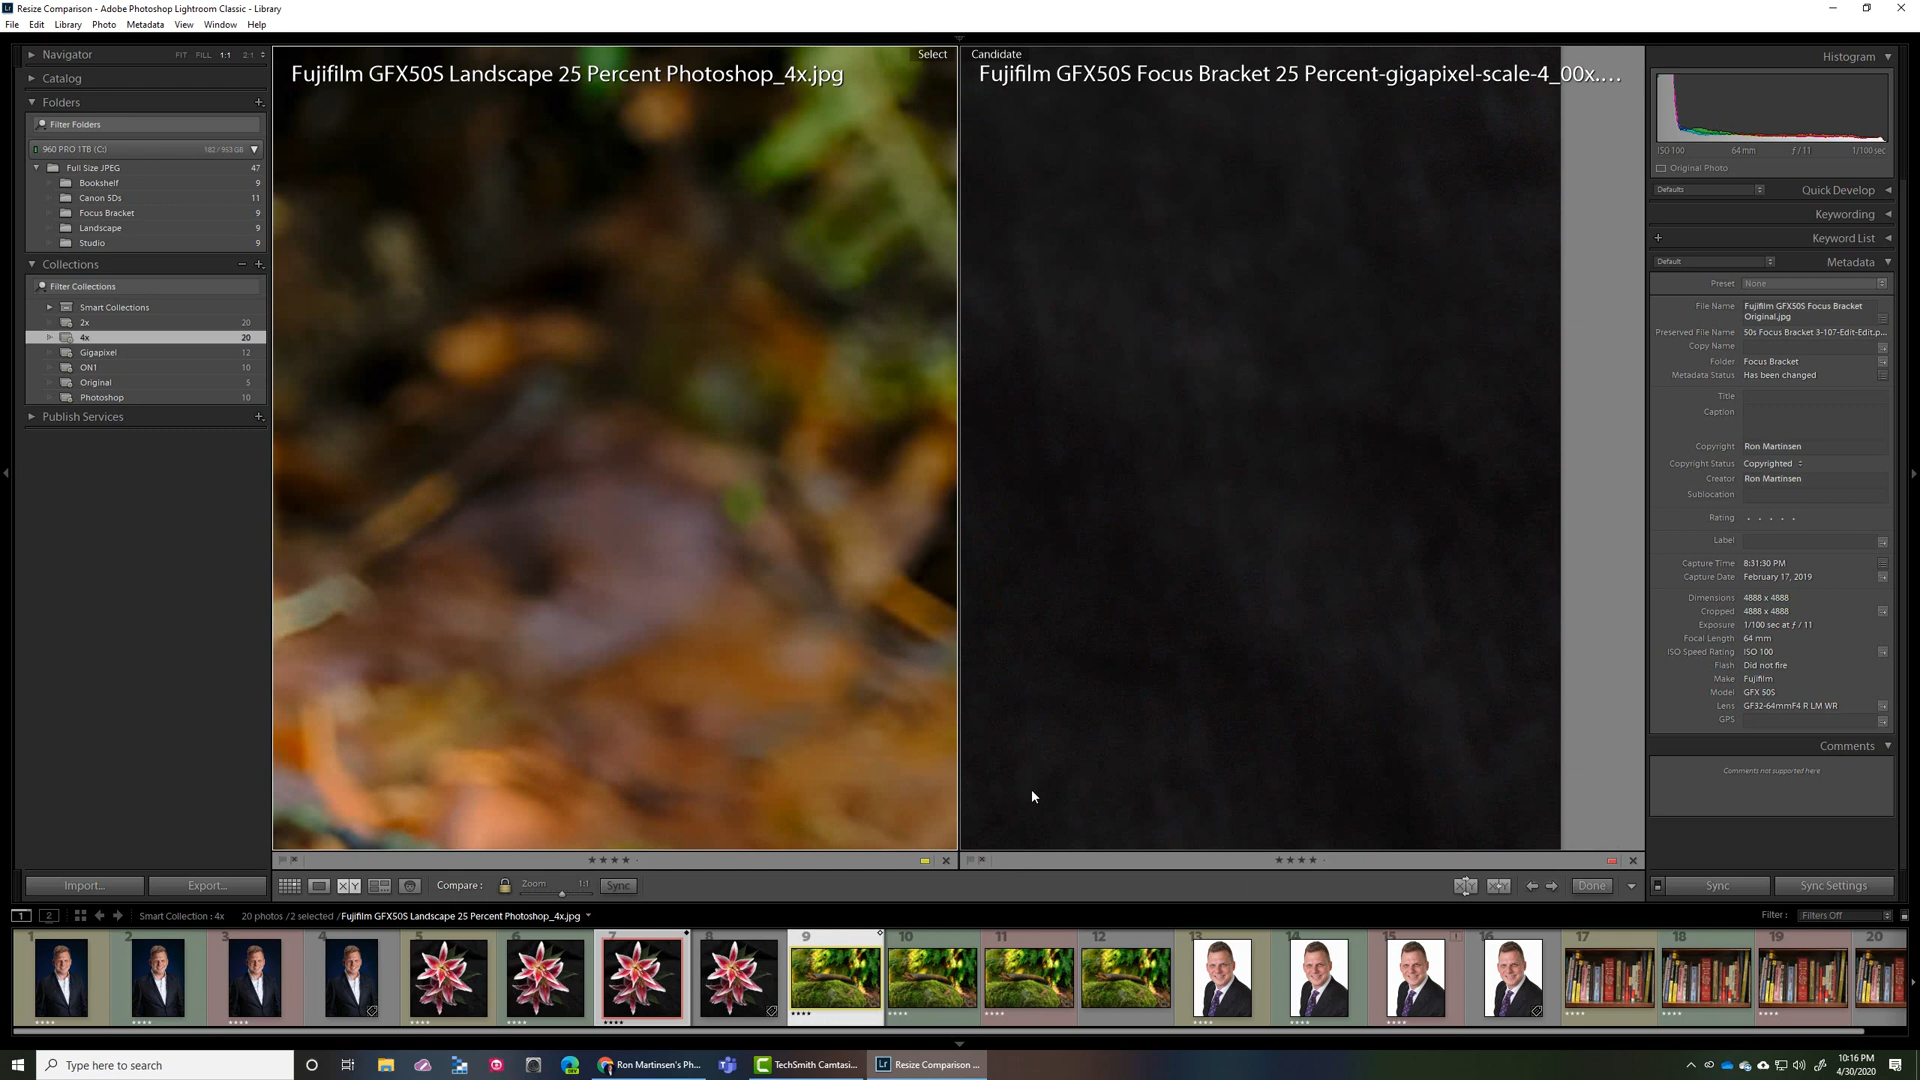 Resize Comparison - Adobe Photoshop Lightroom Classic - Library
File Edit Library Photo Metadata View Window Help
Navigator FIT FILL 1:1 2:1
Catalog
Folders
Filter Folders
960 PRO 1TB (C:) 182 / 953 GB
Full Size JPEG 47
Bookshelf 9
Canon 5Ds 11
Focus Bracket 9
Landscape 9
Studio 9
Collections
Filter Collections
Smart Collections
2x 20
4x 20
Gigapixel 12
ON1 10
Original 5
Photoshop 10
Publish Services
Import... Export...
Select
Fujifilm GFX50S Landscape 25 Percent Photoshop_4x.jpg
Candidate
Fujifilm GFX50S Focus Bracket 25 Percent-gigapixel-scale-4_00x....
Histogram
ISO 100 64 mm ƒ / 11 1/100 sec
Original Photo
Defaults Quick Develop
Keywording
Keyword List
Default Metadata
Preset None
File Name Fujifilm GFX50S Focus Bracket
Original.jpg
Preserved File Name 50s Focus Bracket 3-107-Edit-Edit.p...
Copy Name
Folder Focus Bracket
Metadata Status Has been changed
Title
Caption
Copyright Ron Martinsen
Copyright Status Copyrighted
Creator Ron Martinsen
Sublocation
Rating
Label
Capture Time 8:31:30 PM
Capture Date February 17, 2019
Dimensions 4888 x 4888
Cropped 4888 x 4888
Exposure 1/100 sec at ƒ / 11
Focal Length 64 mm
ISO Speed Rating ISO 100
Flash Did not fire
Make Fujifilm
Model GFX 50S
Lens GF32-64mmF4 R LM WR
GPS
Comments
Comments not supported here
XY Compare : Zoom 1:1 Sync
Done
Sync Sync Settings
1 2 Smart Collection : 4x 20 photos / 2 selected / Fujifilm GFX50S Landscape 25 Percent Photoshop_4x.jpg
Filter : Filters Off
1 2 3 4 5 6 7 8 9 10 11 12 13 14 15 16 17 18 19 20
Type here to search
Ron Martinsen's Ph...
TechSmith Camtasi...
Lr Resize Comparison ...
10:16 PM
4/30/2020